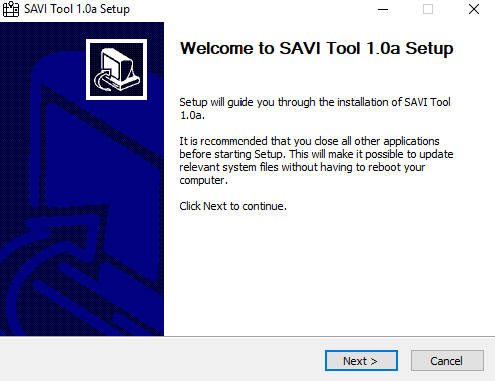 SAVI Tool 1.0a Setup
Welcome to SAVI Tool 1.0a Setup
Setup will guide you through the installation of SAVI Tool
1.0a.
It is recommended that you close all other applications
before starting Setup. This will make it possible to update
relevant system files without having to reboot your
computer.
Click Next to continue.
Next >
Cancel